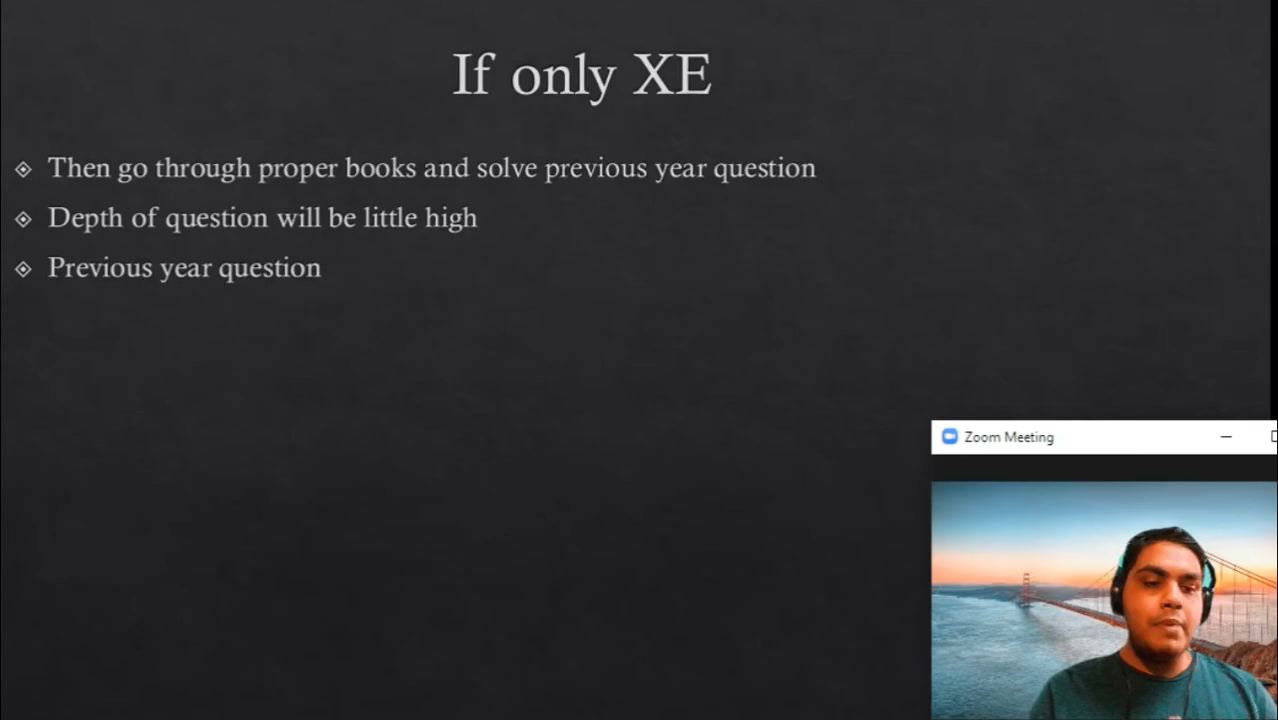 If only XE
Then go through proper books and solve previous year question
Depth of question will be little high
Previous year question
Zoom Meeting